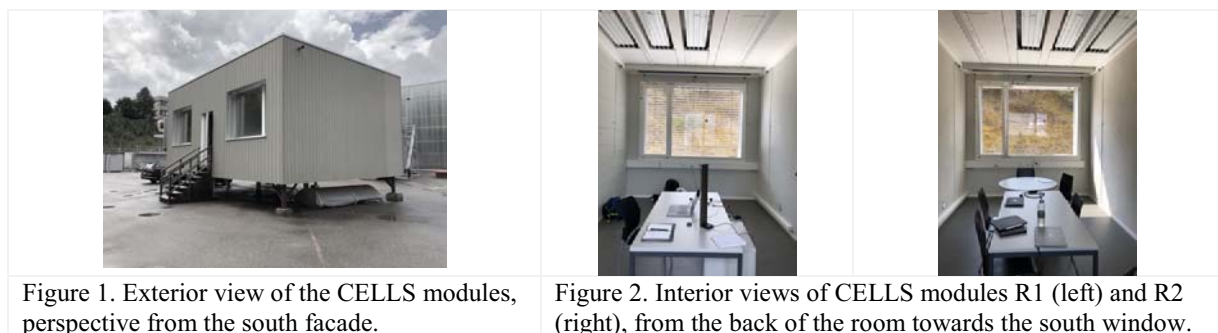 Figure 1. Exterior view of the CELLS modules,
perspective from the south facade.
Figure 2. Interior views of CELLS modules R1 (left) and R2
(right), from the back of the room towards the south window.